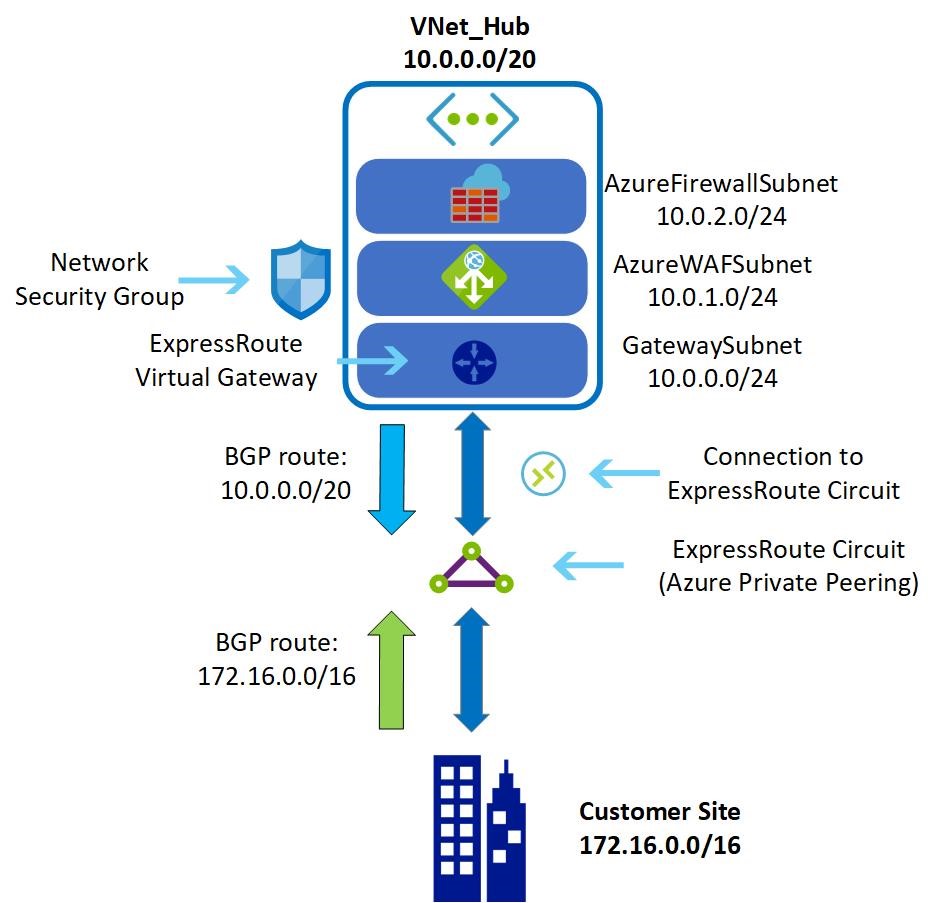 VNet_Hub
10.0.0.0/20
AzureFirewallSubnet
10.0.2.0/24
Network
Security Group
AzureWAFSubnet
10.0.1.0/24
ExpressRoute
Virtual Gateway
GatewaySubnet
10.0.0.0/24
BGP route:
10.0.0.0/20
Connection to
ExpressRoute Circuit
ExpressRoute Circuit
(Azure Private Peering)
BGP route:
172.16.0.0/16
Customer Site
172.16.0.0/16